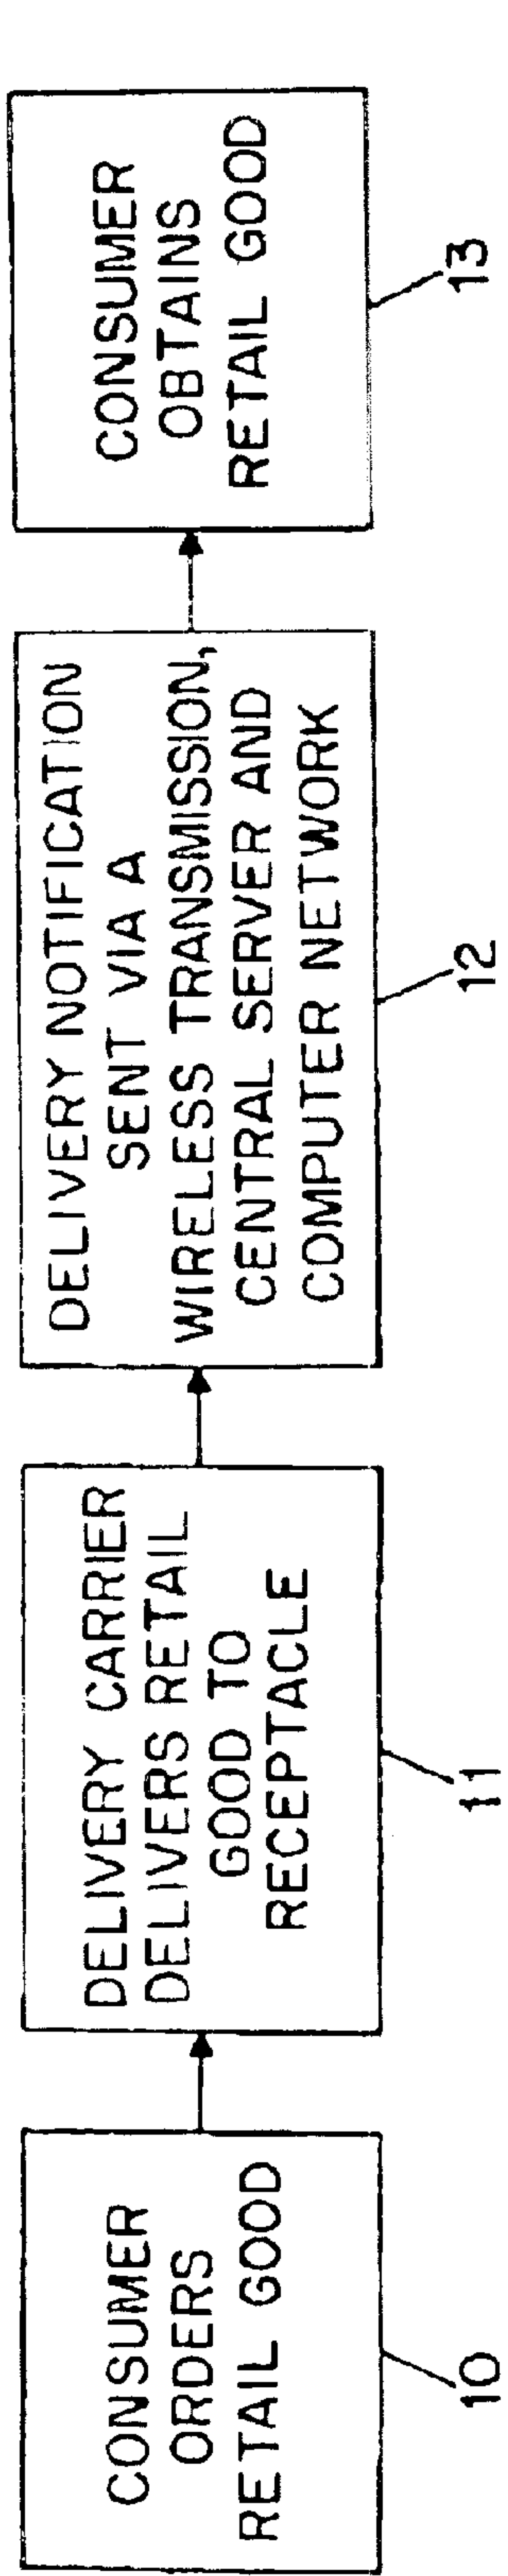 CONSUMER
ORDERS
RETAIL GOOD
10
DELIVERY CARRIER
DELIVERS RETAIL
GOOD TO
RECEPTACLE
11
DELIVERY NOTIFICATION
SENT VIA A
WIRELESS TRANSMISSION,
CENTRAL SERVER AND
COMPUTER NETWORK
12
CONSUMER
OBTAINS
RETAIL GOOD
13